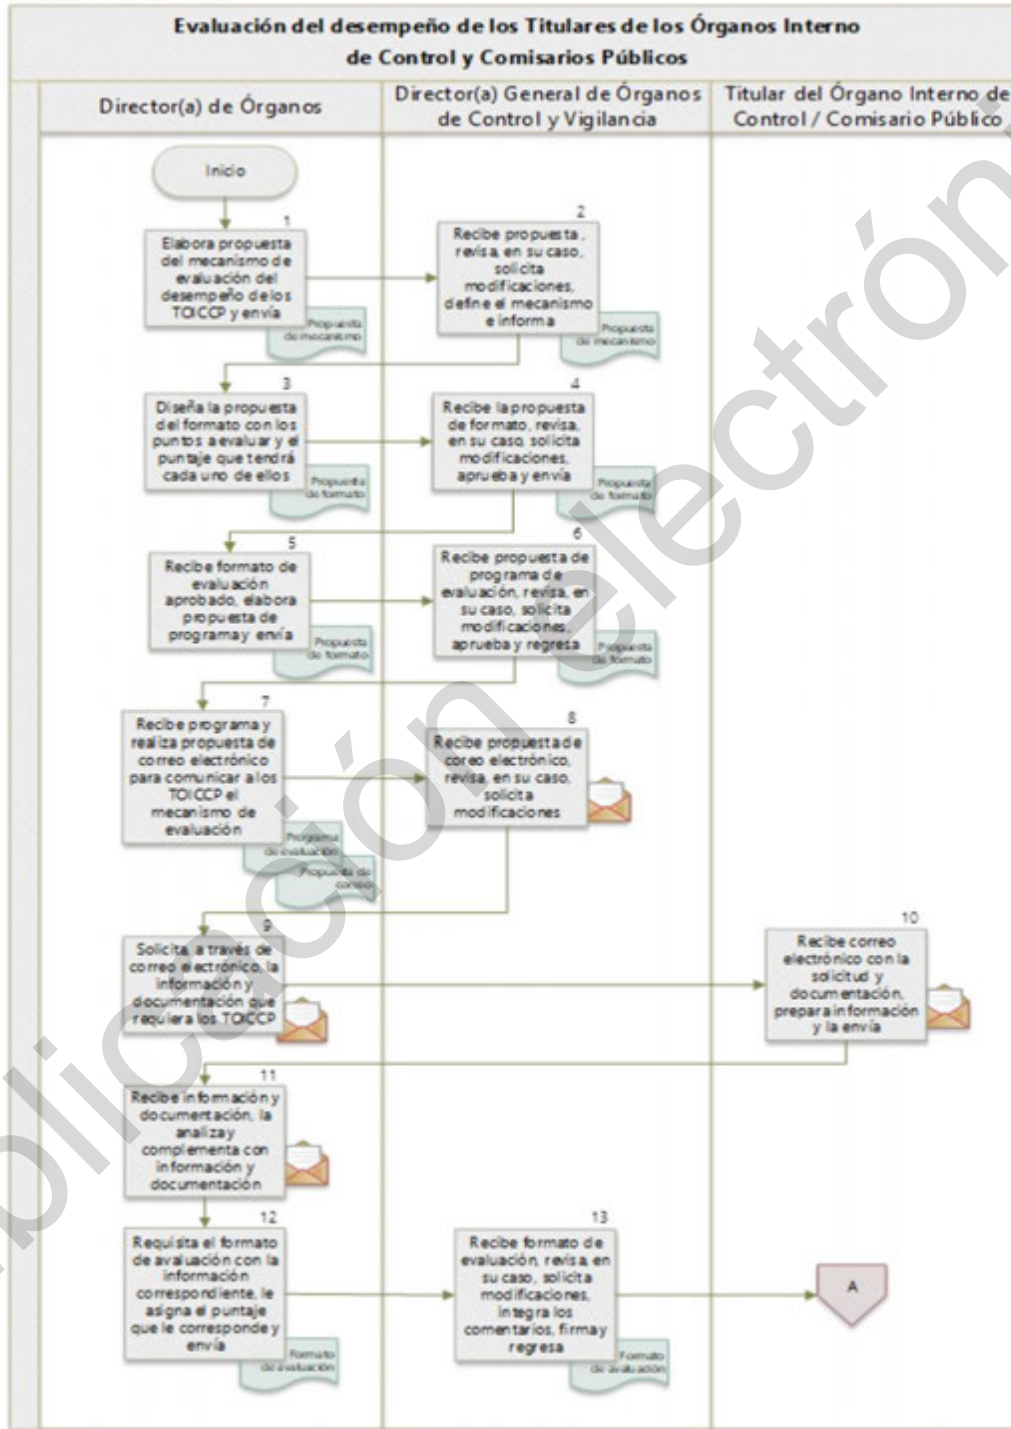 Evaluación del desempeño de los Titulares de los Órganos Interno
de Control y Comisarios Públicos
Director(a) de Órganos
Director(a) General de Órganos
de Control y Vigilancia
Titular del Órgano Interno de
Control / Comisario Público
Inicio
1
Elabora propuesta
del mecanismo de
evaluación del
desempeño de los
TOICCP y envía
Propuesta
de mecanismo
2
Recibe propuesta,
revisa, en su caso,
solicita
modificaciones,
define el mecanismo
e informa
Propuesta
de mecanismo
3
Diseña la propuesta
del formato con los
puntos a evaluar y el
puntaje que tendrá
cada uno de ellos
Propuesta
de formato
4
Recibe la propuesta
de formato, revisa,
en su caso, solicita
modificaciones,
aprueba y envía
Propuesta
de formato
5
Recibe formato de
evaluación
aprobado, elabora
propuesta de
programa y envía
Propuesta
de formato
6
Recibe propuesta de
programa de
evaluación, revisa, en
su caso, solicita
modificaciones,
aprueba y regresa
Propuesta
de formato
7
Recibe programa y
realiza propuesta de
correo electrónico
para comunicar a los
TOICCP el
mecanismo de
evaluación
Programa
de evaluación
Propuesta de
correo
8
Recibe propuesta de
coreo electrónico,
revisa, en su caso,
solicita
modificaciones
9
Solicita, a través de
correo electrónico, la
información y
documentación que
requiera los TOICCP
10
Recibe correo
electrónico con la
solicitud y
documentación,
prepara información
y la envía
11
Recibe información y
documentación, la
analiza y
complementa con
información y
documentación
12
Requisita el formato
de avaluación con la
información
correspondiente, le
asigna el puntaje
que le corresponde y
envía
Formato
de avaluación
13
Recibe formato de
evaluación, revisa, en
su caso, solicita
modificaciones,
integra los
comentarios, firma y
regresa
Formato
de avaluación
A
plicación electrón